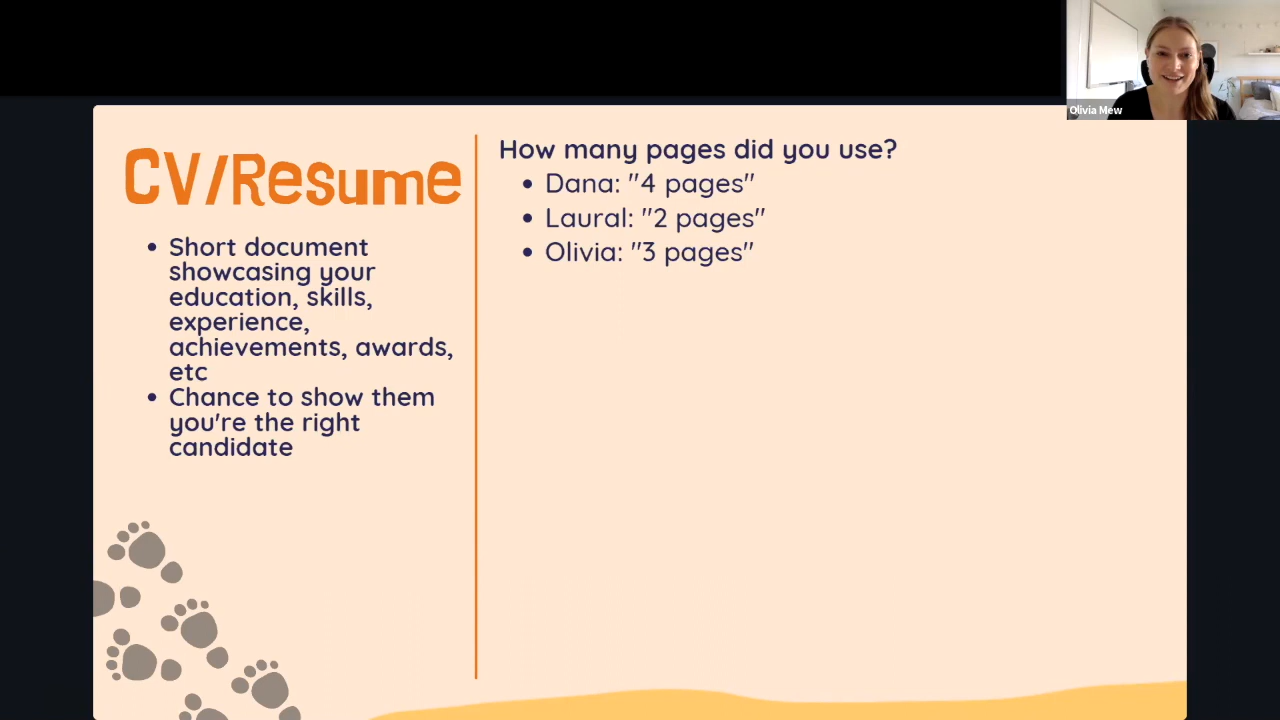 Olivia Mew
CV/Resume
• Short document
showcasing your
education, skills,
experience,
achievements, awards,
etc
• Chance to show them
you're the right
candidate
How many pages did you use?
• Dana: "4 pages"
• Laural: "2 pages"
• Olivia: "3 pages"